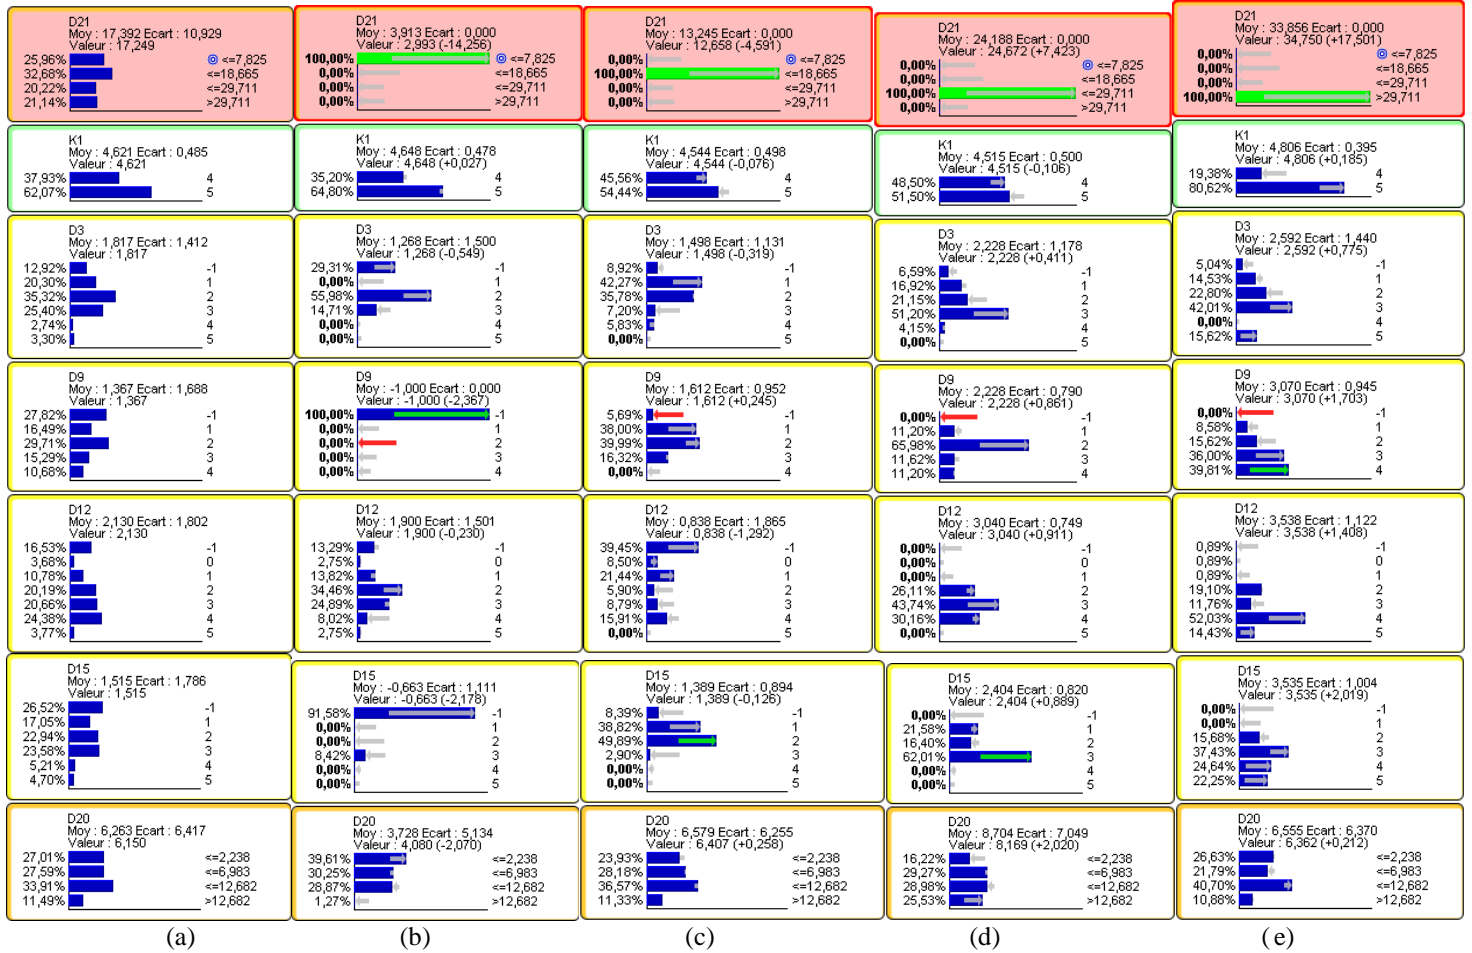 D21
Moy : 17,392 Ecart : 10,929
Valeur : 17,249
25,96% <=7,825
32,68% <=18,665
20,22% <=29,711
21,14% >29,711
K1
Moy : 4,621 Ecart : 0,485
Valeur : 4,621
37,93% 4
62,07% 5
D3
Moy : 1,817 Ecart : 1,412
Valeur : 1,817
12,92% -1
20,30% 1
35,32% 2
25,40% 3
2,74% 4
3,30% 5
D9
Moy : 1,367 Ecart : 1,688
Valeur : 1,367
27,82% -1
16,49% 1
29,71% 2
15,29% 3
10,68% 4
D12
Moy : 2,130 Ecart : 1,802
Valeur : 2,130
16,53% -1
3,68% 0
10,78% 1
20,19% 2
20,66% 3
24,38% 4
3,77% 5
D15
Moy : 1,515 Ecart : 1,786
Valeur : 1,515
26,52% -1
17,05% 1
22,94% 2
23,58% 3
5,21% 4
4,70% 5
D20
Moy : 6,263 Ecart : 6,417
Valeur : 6,150
27,01% <=2,238
27,59% <=6,983
33,91% <=12,682
11,49% >12,682
(a)
D21
Moy : 3,913 Ecart : 0,000
Valeur : 2,993 (-14,256)
100,00% <=7,825
0,00% <=18,665
0,00% <=29,711
0,00% >29,711
K1
Moy : 4,648 Ecart : 0,478
Valeur : 4,648 (+0,027)
35,20% 4
64,80% 5
D3
Moy : 1,268 Ecart : 1,500
Valeur : 1,268 (-0,549)
29,31% -1
0,00% 1
55,98% 2
14,71% 3
0,00% 4
0,00% 5
D9
Moy : -1,000 Ecart : 0,000
Valeur : -1,000 (-2,367)
100,00% -1
0,00% 1
0,00% 2
0,00% 3
0,00% 4
D12
Moy : 1,900 Ecart : 1,501
Valeur : 1,900 (-0,230)
13,29% -1
2,75% 0
13,82% 1
34,46% 2
24,89% 3
8,02% 4
2,75% 5
D15
Moy : -0,663 Ecart : 1,111
Valeur : -0,663 (-2,178)
91,58% -1
0,00% 1
0,00% 2
8,42% 3
0,00% 4
0,00% 5
D20
Moy : 3,728 Ecart : 5,134
Valeur : 4,080 (-2,070)
39,61% <=2,238
30,25% <=6,983
28,87% <=12,682
1,27% >12,682
(b)
D21
Moy : 13,245 Ecart : 0,000
Valeur : 12,658 (-4,591)
0,00% <=7,825
100,00% <=18,665
0,00% <=29,711
0,00% >29,711
K1
Moy : 4,544 Ecart : 0,498
Valeur : 4,544 (-0,076)
45,56% 4
54,44% 5
D3
Moy : 1,498 Ecart : 1,131
Valeur : 1,498 (-0,319)
8,92% -1
42,27% 1
35,78% 2
7,20% 3
5,83% 4
0,00% 5
D9
Moy : 1,612 Ecart : 0,952
Valeur : 1,612 (+0,245)
5,69% -1
38,00% 1
39,99% 2
16,32% 3
0,00% 4
D12
Moy : 0,838 Ecart : 1,865
Valeur : 0,838 (-1,292)
39,45% -1
8,50% 0
21,44% 1
5,90% 2
8,79% 3
15,91% 4
0,00% 5
D15
Moy : 1,389 Ecart : 0,894
Valeur : 1,389 (-0,126)
8,39% -1
38,82% 1
49,89% 2
2,90% 3
0,00% 4
0,00% 5
D20
Moy : 6,579 Ecart : 6,255
Valeur : 6,407 (+0,258)
23,93% <=2,238
28,18% <=6,983
36,57% <=12,682
11,33% >12,682
(c)
D21
Moy : 24,188 Ecart : 0,000
Valeur : 24,672 (+7,423)
0,00% <=7,825
0,00% <=18,665
100,00% <=29,711
0,00% >29,711
K1
Moy : 4,515 Ecart : 0,500
Valeur : 4,515 (-0,106)
48,50% 4
51,50% 5
D3
Moy : 2,228 Ecart : 1,178
Valeur : 2,228 (+0,411)
6,59% -1
16,92% 1
21,15% 2
51,20% 3
4,15% 4
0,00% 5
D9
Moy : 2,228 Ecart : 0,790
Valeur : 2,228 (+0,861)
0,00% -1
11,20% 1
65,98% 2
11,62% 3
11,20% 4
D12
Moy : 3,040 Ecart : 0,749
Valeur : 3,040 (+0,911)
0,00% -1
0,00% 0
0,00% 1
26,11% 2
43,74% 3
30,16% 4
0,00% 5
D15
Moy : 2,404 Ecart : 0,820
Valeur : 2,404 (+0,889)
0,00% -1
21,58% 1
16,40% 2
62,01% 3
0,00% 4
0,00% 5
D20
Moy : 8,704 Ecart : 7,049
Valeur : 8,169 (+2,020)
16,22% <=2,238
29,27% <=6,983
28,98% <=12,682
25,53% >12,682
(d)
D21
Moy : 33,856 Ecart : 0,000
Valeur : 34,750 (+17,501)
0,00% <=7,825
0,00% <=18,665
0,00% <=29,711
100,00% >29,711
K1
Moy : 4,806 Ecart : 0,395
Valeur : 4,806 (+0,185)
19,38% 4
80,62% 5
D3
Moy : 2,592 Ecart : 1,440
Valeur : 2,592 (+0,775)
5,04% -1
14,53% 1
22,80% 2
42,01% 3
0,00% 4
15,62% 5
D9
Moy : 3,070 Ecart : 0,945
Valeur : 3,070 (+1,703)
0,00% -1
8,58% 1
15,62% 2
36,00% 3
39,81% 4
D12
Moy : 3,538 Ecart : 1,122
Valeur : 3,538 (+1,408)
0,89% -1
0,89% 0
0,89% 1
19,10% 2
11,76% 3
52,03% 4
14,43% 5
D15
Moy : 3,535 Ecart : 1,004
Valeur : 3,535 (+2,019)
0,00% -1
0,00% 1
15,68% 2
37,43% 3
24,64% 4
22,25% 5
D20
Moy : 6,555 Ecart : 6,370
Valeur : 6,362 (+0,212)
26,63% <=2,238
21,79% <=6,983
40,70% <=12,682
10,88% >12,682
( e)